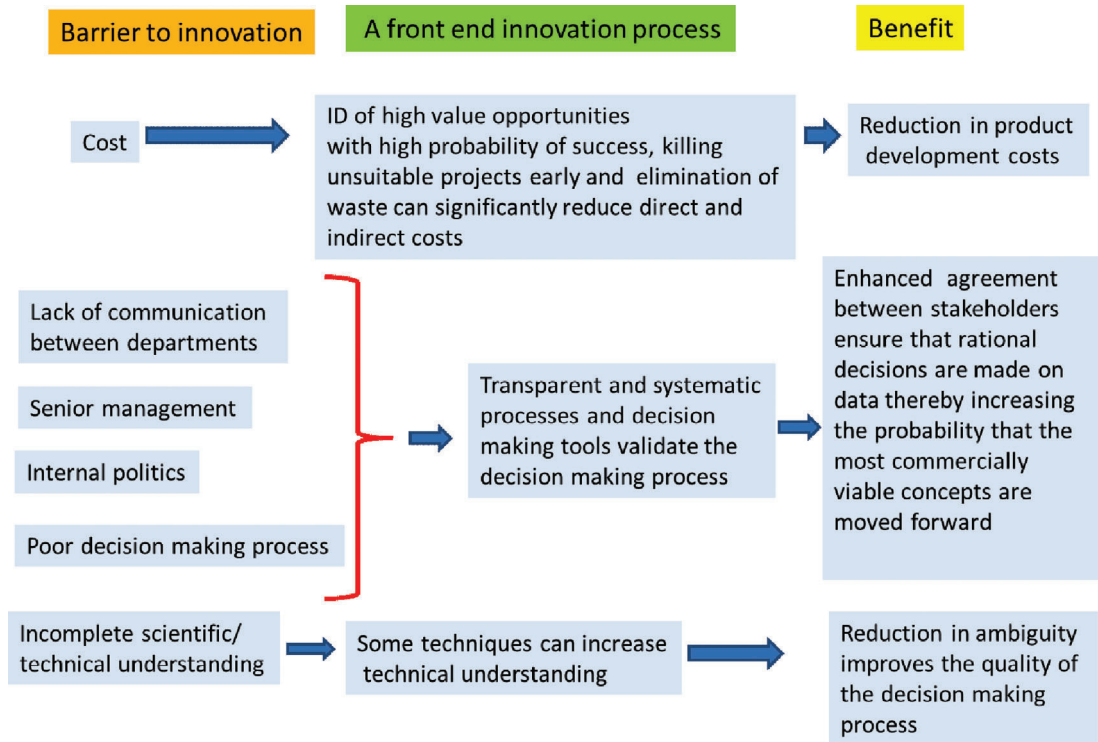 Barrier to innovation
A front end innovation process
Benefit
Cost
ID of high value opportunities
with high probability of success, killing
unsuitable projects early and elimination of
waste can significantly reduce direct and
indirect costs
Reduction in product
development costs
Lack of communication
between departments
Senior management
Internal politics
Poor decision making process
Transparent and systematic
processes and decision
making tools validate the
decision making process
Enhanced agreement
between stakeholders
ensure that rational
decisions are made on
data thereby increasing
the probability that the
most commercially
viable concepts are
moved forward
Incomplete scientific/
technical understanding
Some techniques can increase
technical understanding
Reduction in ambiguity
improves the quality of
the decision making
process